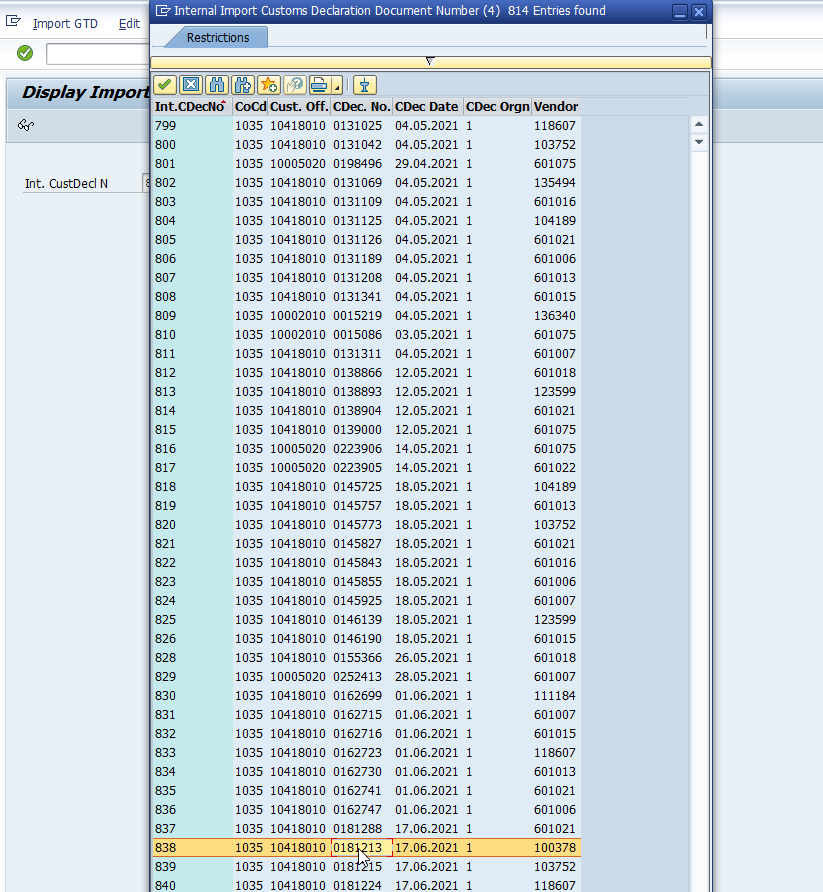 Internal Import Customs Declaration Document Number (4) 814 Entries found
Import GTD Edit
Restrictions
Display Import
Int.CDecNo CoCd Cust. Off. CDec. No. CDec Date CDec Orgn Vendor
799 1035 10418010 0131025 04.05.2021 1 118607
800 1035 10418010 0131042 04.05.2021 1 103752
801 1035 10005020 0198496 29.04.2021 1 601075
Int. CustDecl N 8
802 1035 10418010 0131069 04.05.2021 1 135494
803 1035 10418010 0131109 04.05.2021 1 601016
804 1035 10418010 0131125 04.05.2021 1 104189
805 1035 10418010 0131126 04.05.2021 1 601021
806 1035 10418010 0131189 04.05.2021 1 601006
807 1035 10418010 0131208 04.05.2021 1 601013
808 1035 10418010 0131341 04.05.2021 1 601015
809 1035 10002010 0015219 04.05.2021 1 136340
810 1035 10002010 0015086 03.05.2021 1 601075
811 1035 10418010 0131311 04.05.2021 1 601007
812 1035 10418010 0138866 12.05.2021 1 601018
813 1035 10418010 0138893 12.05.2021 1 123599
814 1035 10418010 0138904 12.05.2021 1 601021
815 1035 10418010 0139000 12.05.2021 1 601075
816 1035 10005020 0223906 14.05.2021 1 601075
817 1035 10005020 0223905 14.05.2021 1 601022
818 1035 10418010 0145725 18.05.2021 1 104189
819 1035 10418010 0145757 18.05.2021 1 601013
820 1035 10418010 0145773 18.05.2021 1 103752
821 1035 10418010 0145827 18.05.2021 1 601021
822 1035 10418010 0145843 18.05.2021 1 601016
823 1035 10418010 0145855 18.05.2021 1 601006
824 1035 10418010 0145925 18.05.2021 1 601007
825 1035 10418010 0146139 18.05.2021 1 123599
826 1035 10418010 0146190 18.05.2021 1 601015
828 1035 10418010 0155366 26.05.2021 1 601018
829 1035 10005020 0252413 28.05.2021 1 601007
830 1035 10418010 0162699 01.06.2021 1 111184
831 1035 10418010 0162715 01.06.2021 1 601007
832 1035 10418010 0162716 01.06.2021 1 601015
833 1035 10418010 0162723 01.06.2021 1 118607
834 1035 10418010 0162730 01.06.2021 1 601013
835 1035 10418010 0162741 01.06.2021 1 601021
836 1035 10418010 0162747 01.06.2021 1 601006
837 1035 10418010 0181288 17.06.2021 1 601021
838 1035 10418010 0181213 17.06.2021 1 100378
839 1035 10418010 0181215 17.06.2021 1 103752
840 1035 10418010 0181224 17.06.2021 1 118607